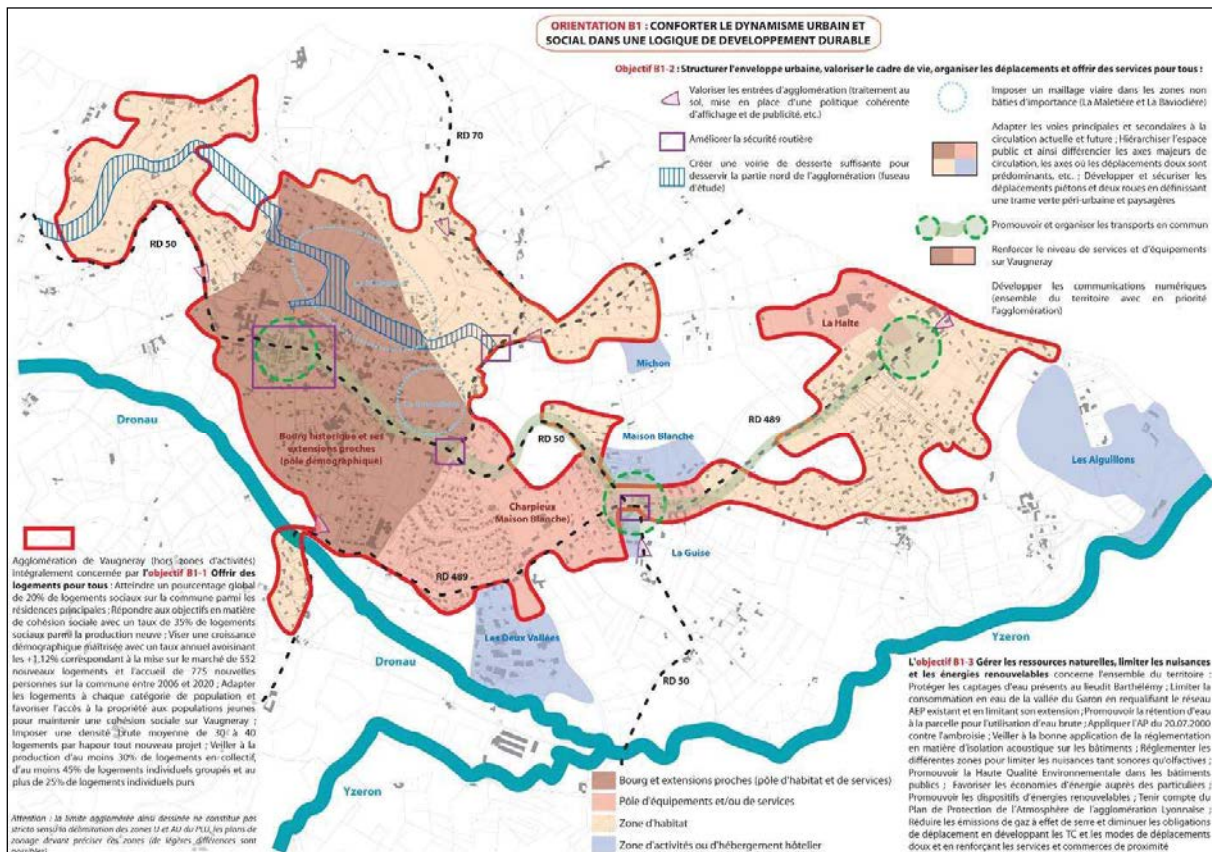 ORIENTATION B1 : CONFORTER LE DYNAMISME URBAIN ET
SOCIAL DANS UNE LOGIQUE DE DEVELOPPEMENT DURABLE
Objectif B1-2 : Structurer l'enveloppe urbaine, valoriser le cadre de vie, organiser les déplacements et offrir des services pour tous :
Valoriser les entrées d'agglomération (traitement au
sol, mise en place d'une politique cohérente
d'affichage et de publicité, etc.)
Améliorer la sécurité routière
Créer une voirie de desserte suffisante pour
desservir la partie nord de l'agglomération (fuseau
d'étude)
Imposer un maillage viaire dans les zones non
bâties d'importance (La Maletière et La Baviodière)
Adapter les voies principales et secondaires à la
circulation actuelle et future ; Hiérarchiser l'espace
public et ainsi différencier les axes majeurs de
circulation, les axes où les déplacements doux sont
prédominants, etc. ; Développer et sécuriser les
déplacements piétons et deux roues en définissant
une trame verte péri-urbaine et paysagères
Promouvoir et organiser les transports en commun
Renforcer le niveau de services et d'équipements
sur Vaugneray
Développer les communications numériques
(ensemble du territoire avec en priorité
l'agglomération)
RD 70
RD 50
La Halte
Michon
Dronau
RD 50
Maison Blanche
RD 489
Bourg historique et ses
extensions proches
(pôle démographique)
Les Aiguillons
Charpieux
Maison Blanche)
La Guise
RD 489
Les Deux Vallées
Dronau
RD 50
Yzeron
Yzeron
Agglomération de Vaugneray (hors zones d'activités)
intégralement concernée par l'objectif B1-1 Offrir des
logements pour tous : Atteindre un pourcentage global
de 20% de logements sociaux sur la commune parmi les
résidences principales ; Répondre aux objectifs en matière
de cohésion sociale avec un taux de 35% de logements
sociaux parmi la production neuve ; Viser une croissance
démographique maîtrisée avec un taux annuel avoisinant
les +1,12% correspondant à la mise sur le marché de 552
nouveaux logements et l'accueil de 775 nouvelles
personnes sur la commune entre 2006 et 2020 ; Adapter
les logements à chaque catégorie de population et
favoriser l'accès à la propriété aux populations jeunes
pour maintenir une cohésion sociale sur Vaugneray ;
Imposer une densité brute moyenne de 30 à 40
logements par ha pour tout nouveau projet ; Veiller à la
production d'au moins 30% de logements en collectif,
d'au moins 45% de logements individuels groupés et au
plus de 25% de logements individuels purs
Attention : la limite agglomérée ainsi dessinée ne constitue pas
stricto sensu la délimitation des zones U et AU du PLU, les plans de
zonage devant préciser ces zones (de légères différences sont
possibles)
Bourg et extensions proches (pôle d'habitat et de services)
Pôle d'équipements et/ou de services
Zone d'habitat
Zone d'activités ou d'hébergement hôtelier
L'objectif B1-3 Gérer les ressources naturelles, limiter les nuisances
et les énergies renouvelables concerne l'ensemble du territoire :
Protéger les captages d'eau présents au lieudit Barthélémy ; Limiter la
consommation en eau de la vallée du Garon en requalifiant le réseau
AEP existant et en limitant son extension ; Promouvoir la rétention d'eau
à la parcelle pour l'utilisation d'eau brute ; Appliquer l'AP du 20.07.2000
contre l'ambroisie ; Veiller à la bonne application de la réglementation
en matière d'isolation acoustique sur les bâtiments ; Réglementer les
différentes zones pour limiter les nuisances tant sonores qu'olfactives ;
Promouvoir la Haute Qualité Environnementale dans les bâtiments
publics ; Favoriser les économies d'énergie auprès des particuliers ;
Promouvoir les dispositifs d'énergies renouvelables ; Tenir compte du
Plan de Protection de l'Atmosphère de l'agglomération Lyonnaise ;
Réduire les émissions de gaz à effet de serre et diminuer les obligations
de déplacement en développant les TC et les modes de déplacements
doux et en renforçant les services et commerces de proximité